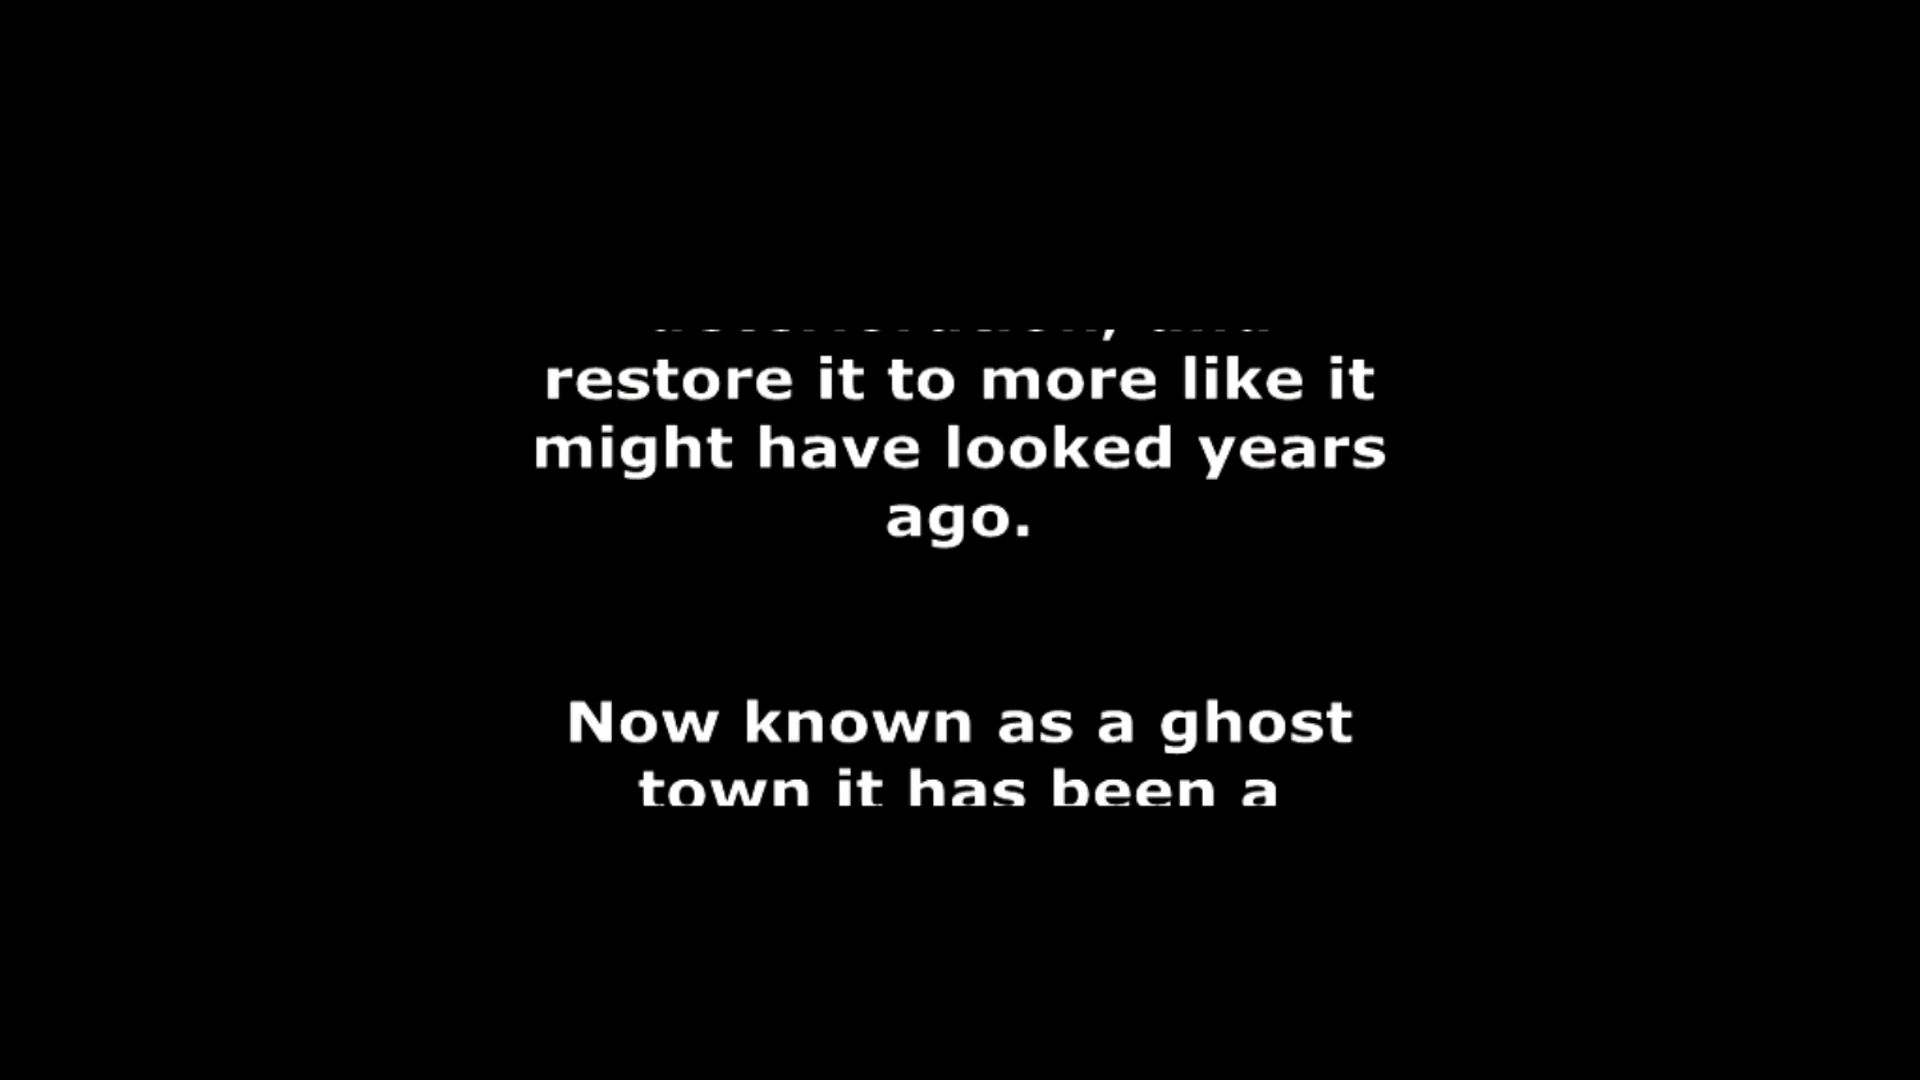 restore it to more like it
might have looked years
ago.
Now known as a ghost
town it has been a